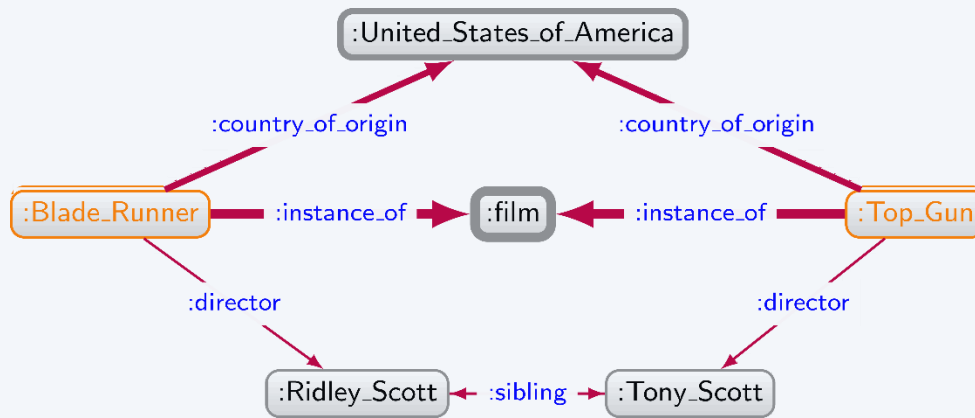 :United_States_of_America
:country_of_origin :country_of_origin
:Blade_Runner :instance_of :film :instance_of :Top_Gun
:director :director
:Ridley_Scott :sibling :Tony_Scott